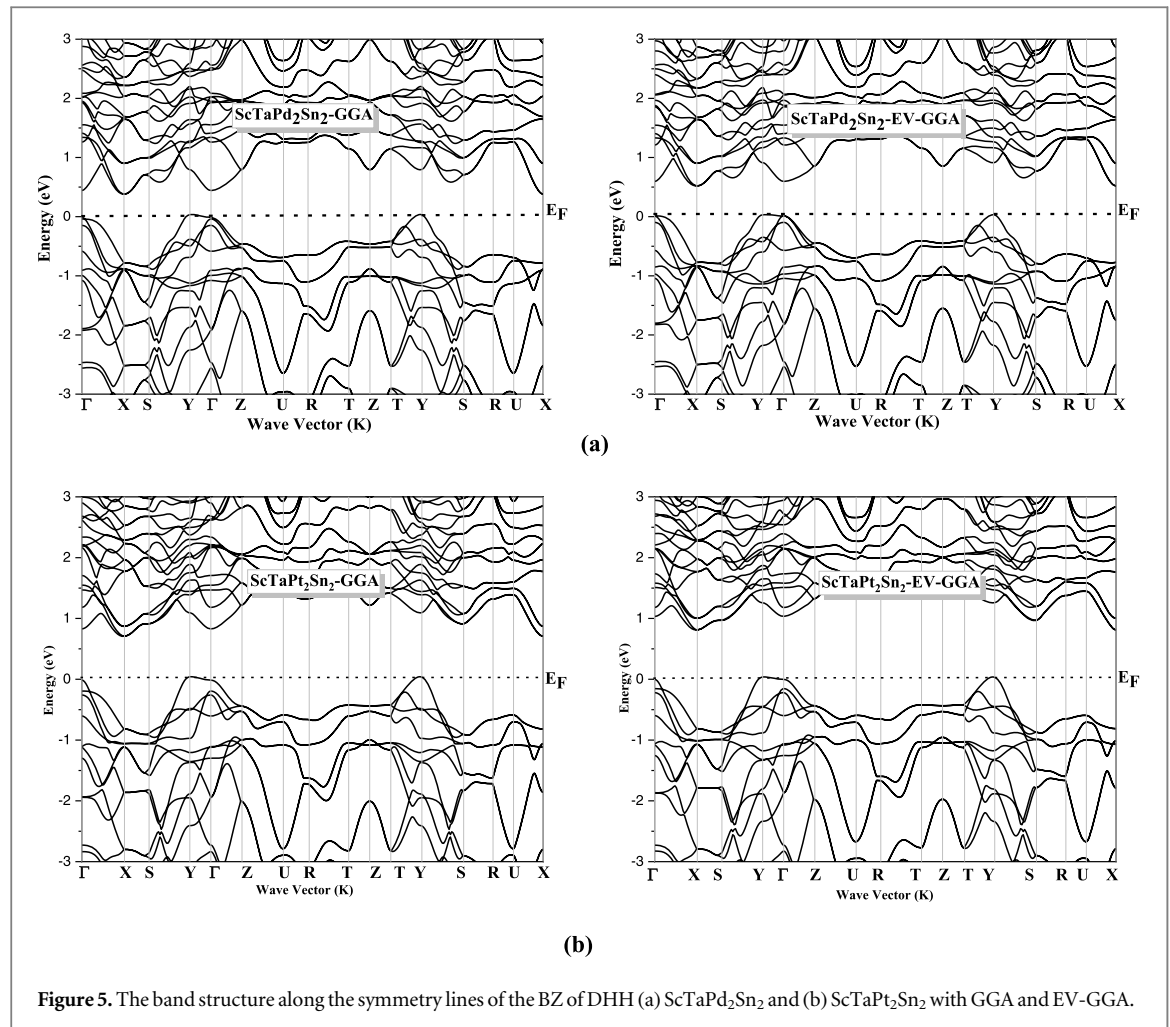 3
2
1
0
-1
-2
-3
Energy (eV)
ScTaPd₂Sn₂-GGA
E_F
Γ X S Y Γ Z U R T Z T Y S R U X
Wave Vector (K)
3
2
1
0
-1
-2
-3
Energy (eV)
ScTaPd₂Sn₂-EV-GGA
E_F
Γ X S Y Γ Z U R T Z T Y S R U X
Wave Vector (K)
(a)
3
2
1
0
-1
-2
-3
Energy (eV)
ScTaPt₂Sn₂-GGA
E_F
Γ X S Y Γ Z U R T Z T Y S R U X
Wave Vector (K)
3
2
1
0
-1
-2
-3
Energy (eV)
ScTaPt₂Sn₂-EV-GGA
E_F
Γ X S Y Γ Z U R T Z T Y S R U X
Wave Vector (K)
(b)
Figure 5. The band structure along the symmetry lines of the BZ of DHH (a) ScTaPd₂Sn₂ and (b) ScTaPt₂Sn₂ with GGA and EV-GGA.